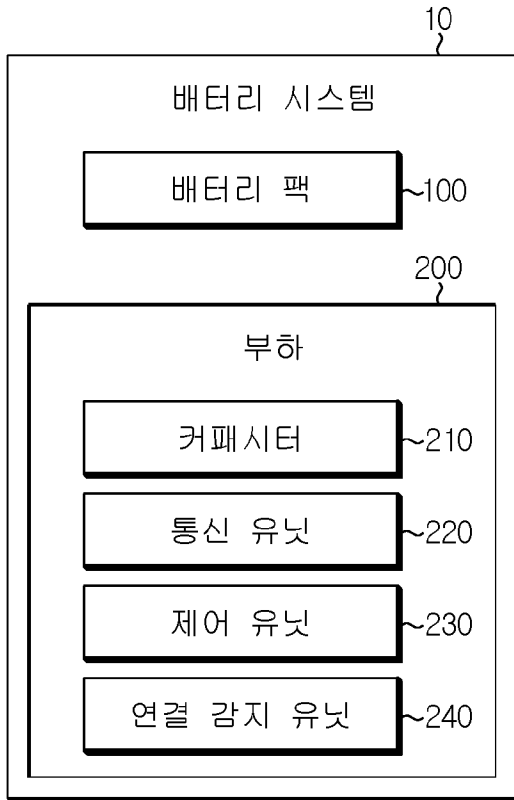 10
배터리 시스템
배터리 팩 100
200
부하
커패시터 210
통신 유닛 220
제어 유닛 230
연결 감지 유닛 240